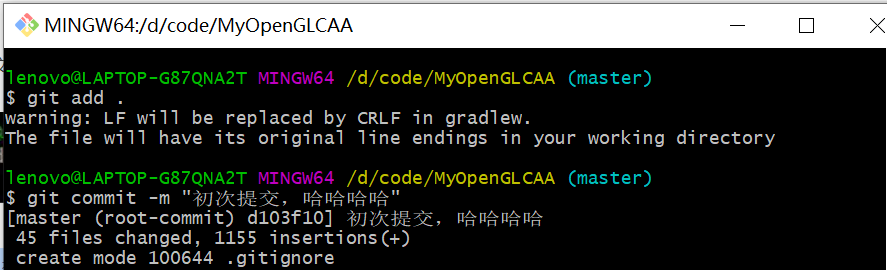 MINGW64:/d/code/MyOpenGLCAA
lenovo@LAPTOP-G87QNA2T MINGW64 /d/code/MyOpenGLCAA (master)
$ git add .
warning: LF will be replaced by CRLF in gradlew.
The file will have its original line endings in your working directory
lenovo@LAPTOP-G87QNA2T MINGW64 /d/code/MyOpenGLCAA (master)
$ git commit -m "初次提交，哈哈哈哈"
[master (root-commit) d103f10] 初次提交，哈哈哈哈
 45 files changed, 1155 insertions(+)
 create mode 100644 .gitignore